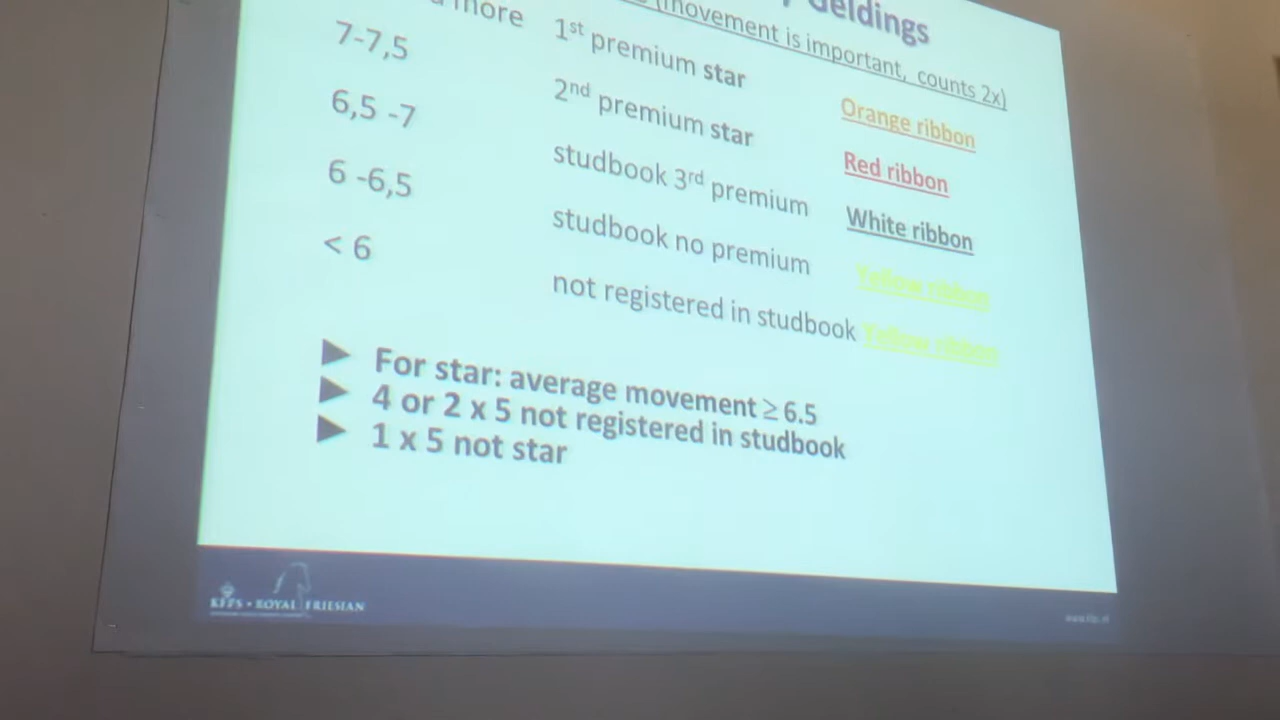 Geldings
(movement is important, counts 2x)
more 1st premium star Orange ribbon
7-7,5 2nd premium star Red ribbon
6,5 -7 studbook 3rd premium White ribbon
6 -6,5 studbook no premium Yellow ribbon
< 6 not registered in studbook Yellow ribbon
► For star: average movement ≥ 6.5
► 4 or 2 x 5 not registered in studbook
► 1 x 5 not star
KFPS • ROYAL FRIESIAN